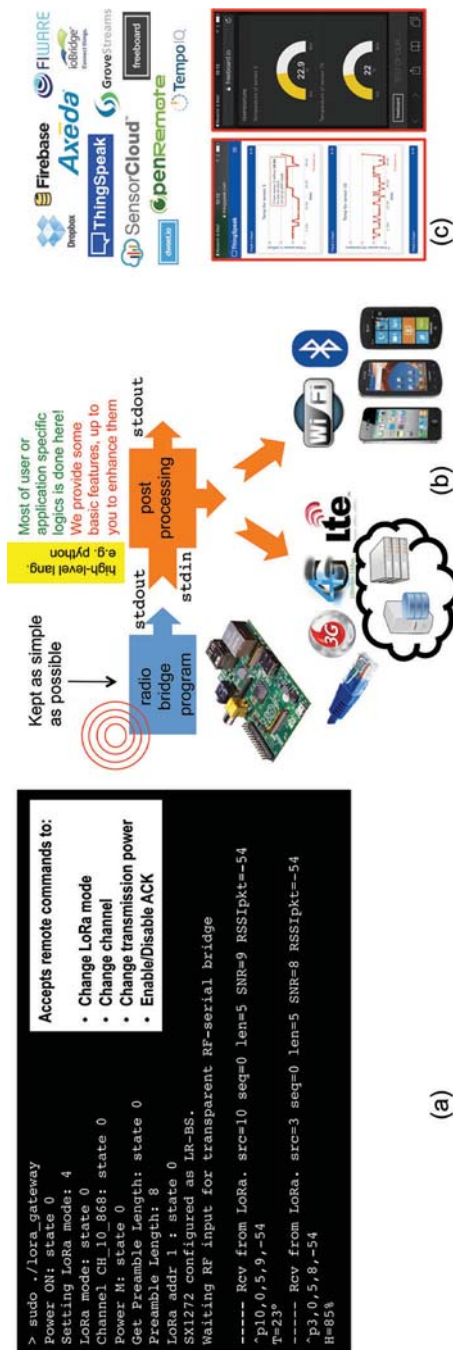 > sudo ./lora_gateway
Power ON: state 0
Setting LoRa mode: 4
LoRa mode: state 0
Channel CH_10_868: state 0
Power M: state 0
Get Preamble Length: state 0
Preamble Length: 8
LoRa addr 1 : state 0
SX1272 configured as LR-BS.
Waiting RF input for transparent RF-serial bridge
----- Rcv from LoRa. src=10 seq=0 len=5 SNR=9 RSSIpkt=-54
^p10,0,5,9,-54
T=23°
----- Rcv from LoRa. src=3 seq=0 len=5 SNR=8 RSSIpkt=-54
^p3,0,5,8,-54
H=85%
Accepts remote commands to:
• Change LoRa mode
• Change channel
• Change transmission power
• Enable/Disable ACK
(a)
Kept as simple
as possible
high-level lang.
e.g. python
Most of user or
application specific
logics is done here!
We provide some
basic features, up to
you to enhance them
radio
bridge
program
stdout
stdin
post
processing
stdout
3G
4G
LTE
WiFi
(b)
Dropbox
Firebase
FIWARE
ioBridge
Connect things.
Axeda
ThingSpeak
GroveStreams
SensorCloud
freeboard
dweet.io
OpenRemote
TempoIQ
ThingSpeak
freeboard.io
22.9
22
freeboard
(c)